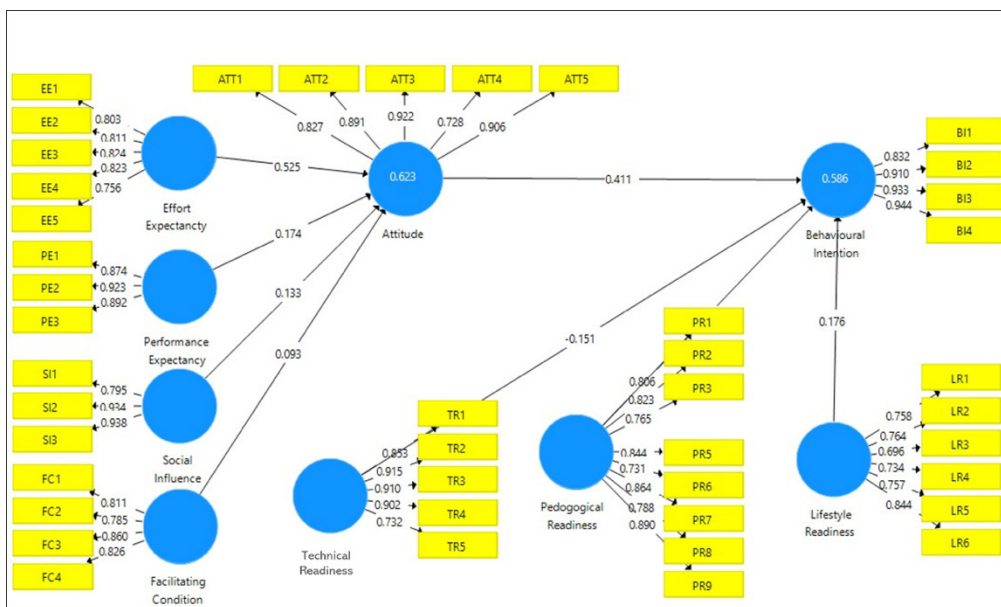 EE1
EE2
EE3
EE4
EE5
0.803
0.811
0.824
0.823
0.756
Effort
Expectancty
PE1
PE2
PE3
0.874
0.923
0.892
Performance
Expectancy
SI1
SI2
SI3
0.795
0.934
0.938
Social
Influence
FC1
FC2
FC3
FC4
0.811
0.785
0.860
0.826
Facilitating
Condition
ATT1
ATT2
ATT3
ATT4
ATT5
0.827
0.891
0.922
0.728
0.906
0.623
Attitude
0.525
0.174
0.133
0.093
0.411
-0.151
0.176
0.586
Behavioural
Intention
BI1
BI2
BI3
BI4
0.832
0.910
0.933
0.944
TR1
TR2
TR3
TR4
TR5
0.853
0.915
0.910
0.902
0.732
Technical
Readiness
PR1
PR2
PR3
PR5
PR6
PR7
PR8
PR9
0.806
0.823
0.765
0.844
0.731
0.864
0.788
0.890
Pedogogical
Readiness
LR1
LR2
LR3
LR4
LR5
LR6
0.758
0.764
0.696
0.734
0.757
0.844
Lifestyle
Readiness